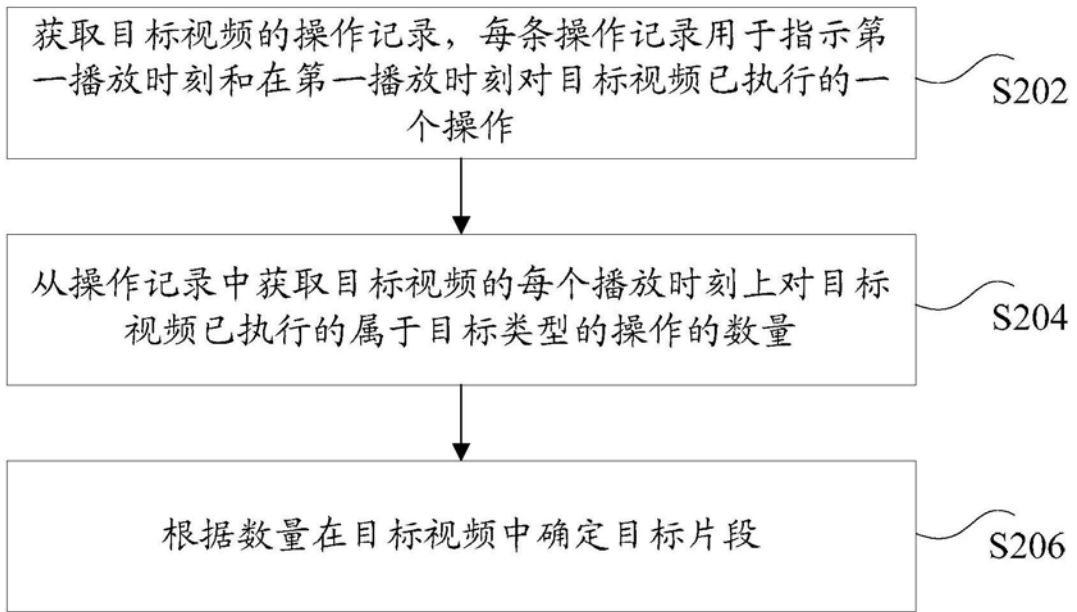 获取目标视频的操作记录，每条操作记录用于指示第
一播放时刻和在第一播放时刻对目标视频已执行的一
个操作
S202
从操作记录中获取目标视频的每个播放时刻上对目标
视频已执行的属于目标类型的操作的数量
S204
根据数量在目标视频中确定目标片段
S206